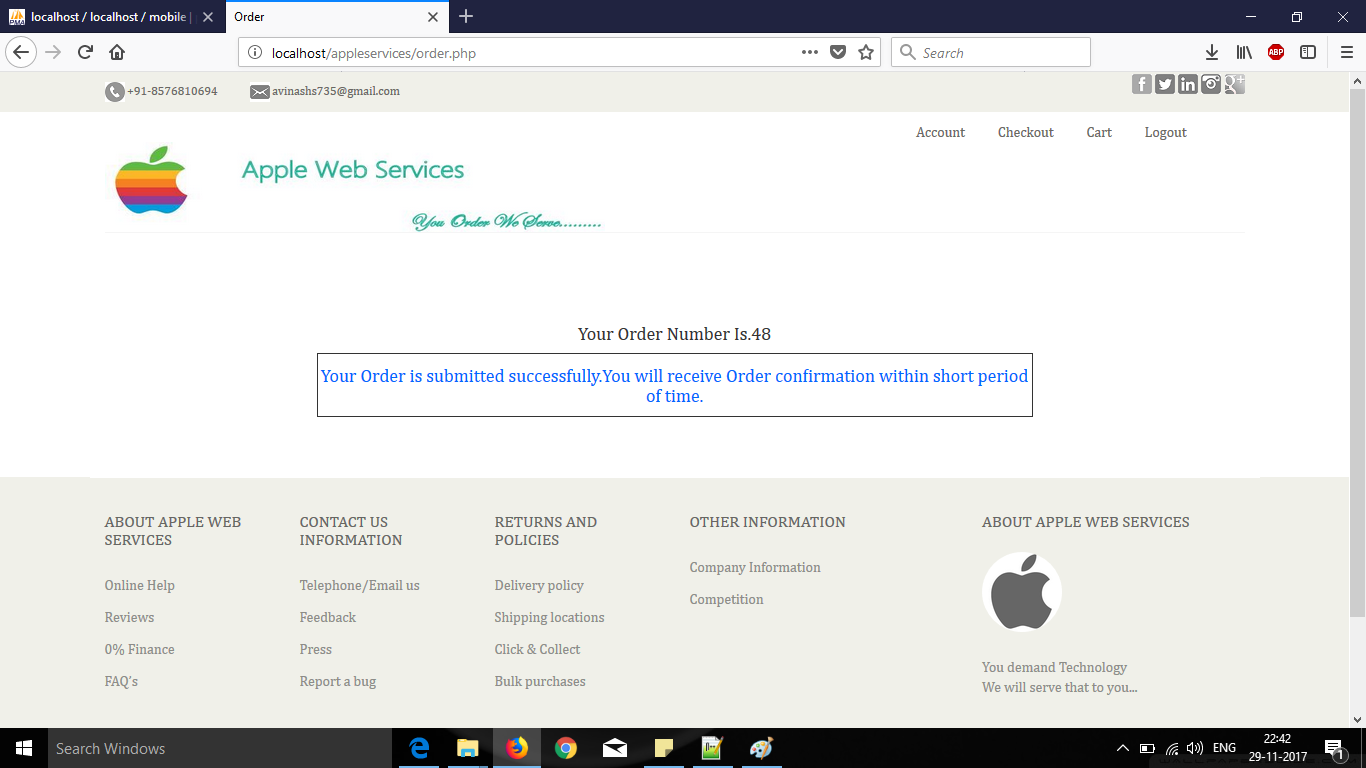 localhost / localhost / mobile |
Order
localhost/appleservices/order.php
Search
ABP
+91-8576810694
avinashs735@gmail.com
Account Checkout Cart Logout
Apple Web Services
You Order We Serve.........
Your Order Number Is.48
Your Order is submitted successfully.You will receive Order confirmation within short period
of time.
ABOUT APPLE WEB
SERVICES
Online Help
Reviews
0% Finance
FAQ's
CONTACT US
INFORMATION
Telephone/Email us
Feedback
Press
Report a bug
RETURNS AND
POLICIES
Delivery policy
Shipping locations
Click & Collect
Bulk purchases
OTHER INFORMATION
Company Information
Competition
ABOUT APPLE WEB SERVICES
You demand Technology
We will serve that to you...
Search Windows
ENG
22:42
29-11-2017
1